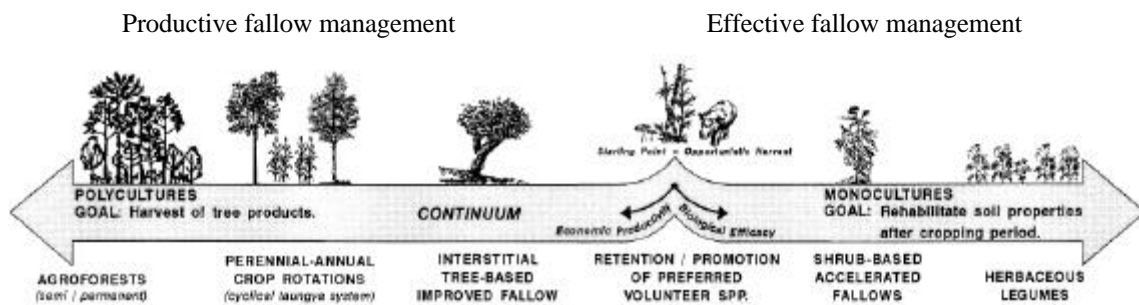 Productive fallow management
Effective fallow management
Starting Point = Opportunistic Harvest
POLYCULTURES
GOAL: Harvest of tree products.
CONTINUUM
Economic Productivity
Biological Efficacy
MONOCULTURES
GOAL: Rehabilitate soil properties
after cropping period.
AGROFORESTS
(semi / permanent)
PERENNIAL-ANNUAL
CROP ROTATIONS
(cyclical taungya system)
INTERSTITIAL
TREE-BASED
IMPROVED FALLOW
RETENTION / PROMOTION
OF PREFERRED
VOLUNTEER SPP.
SHRUB-BASED
ACCELERATED
FALLOWS
HERBACEOUS
LEGUMES